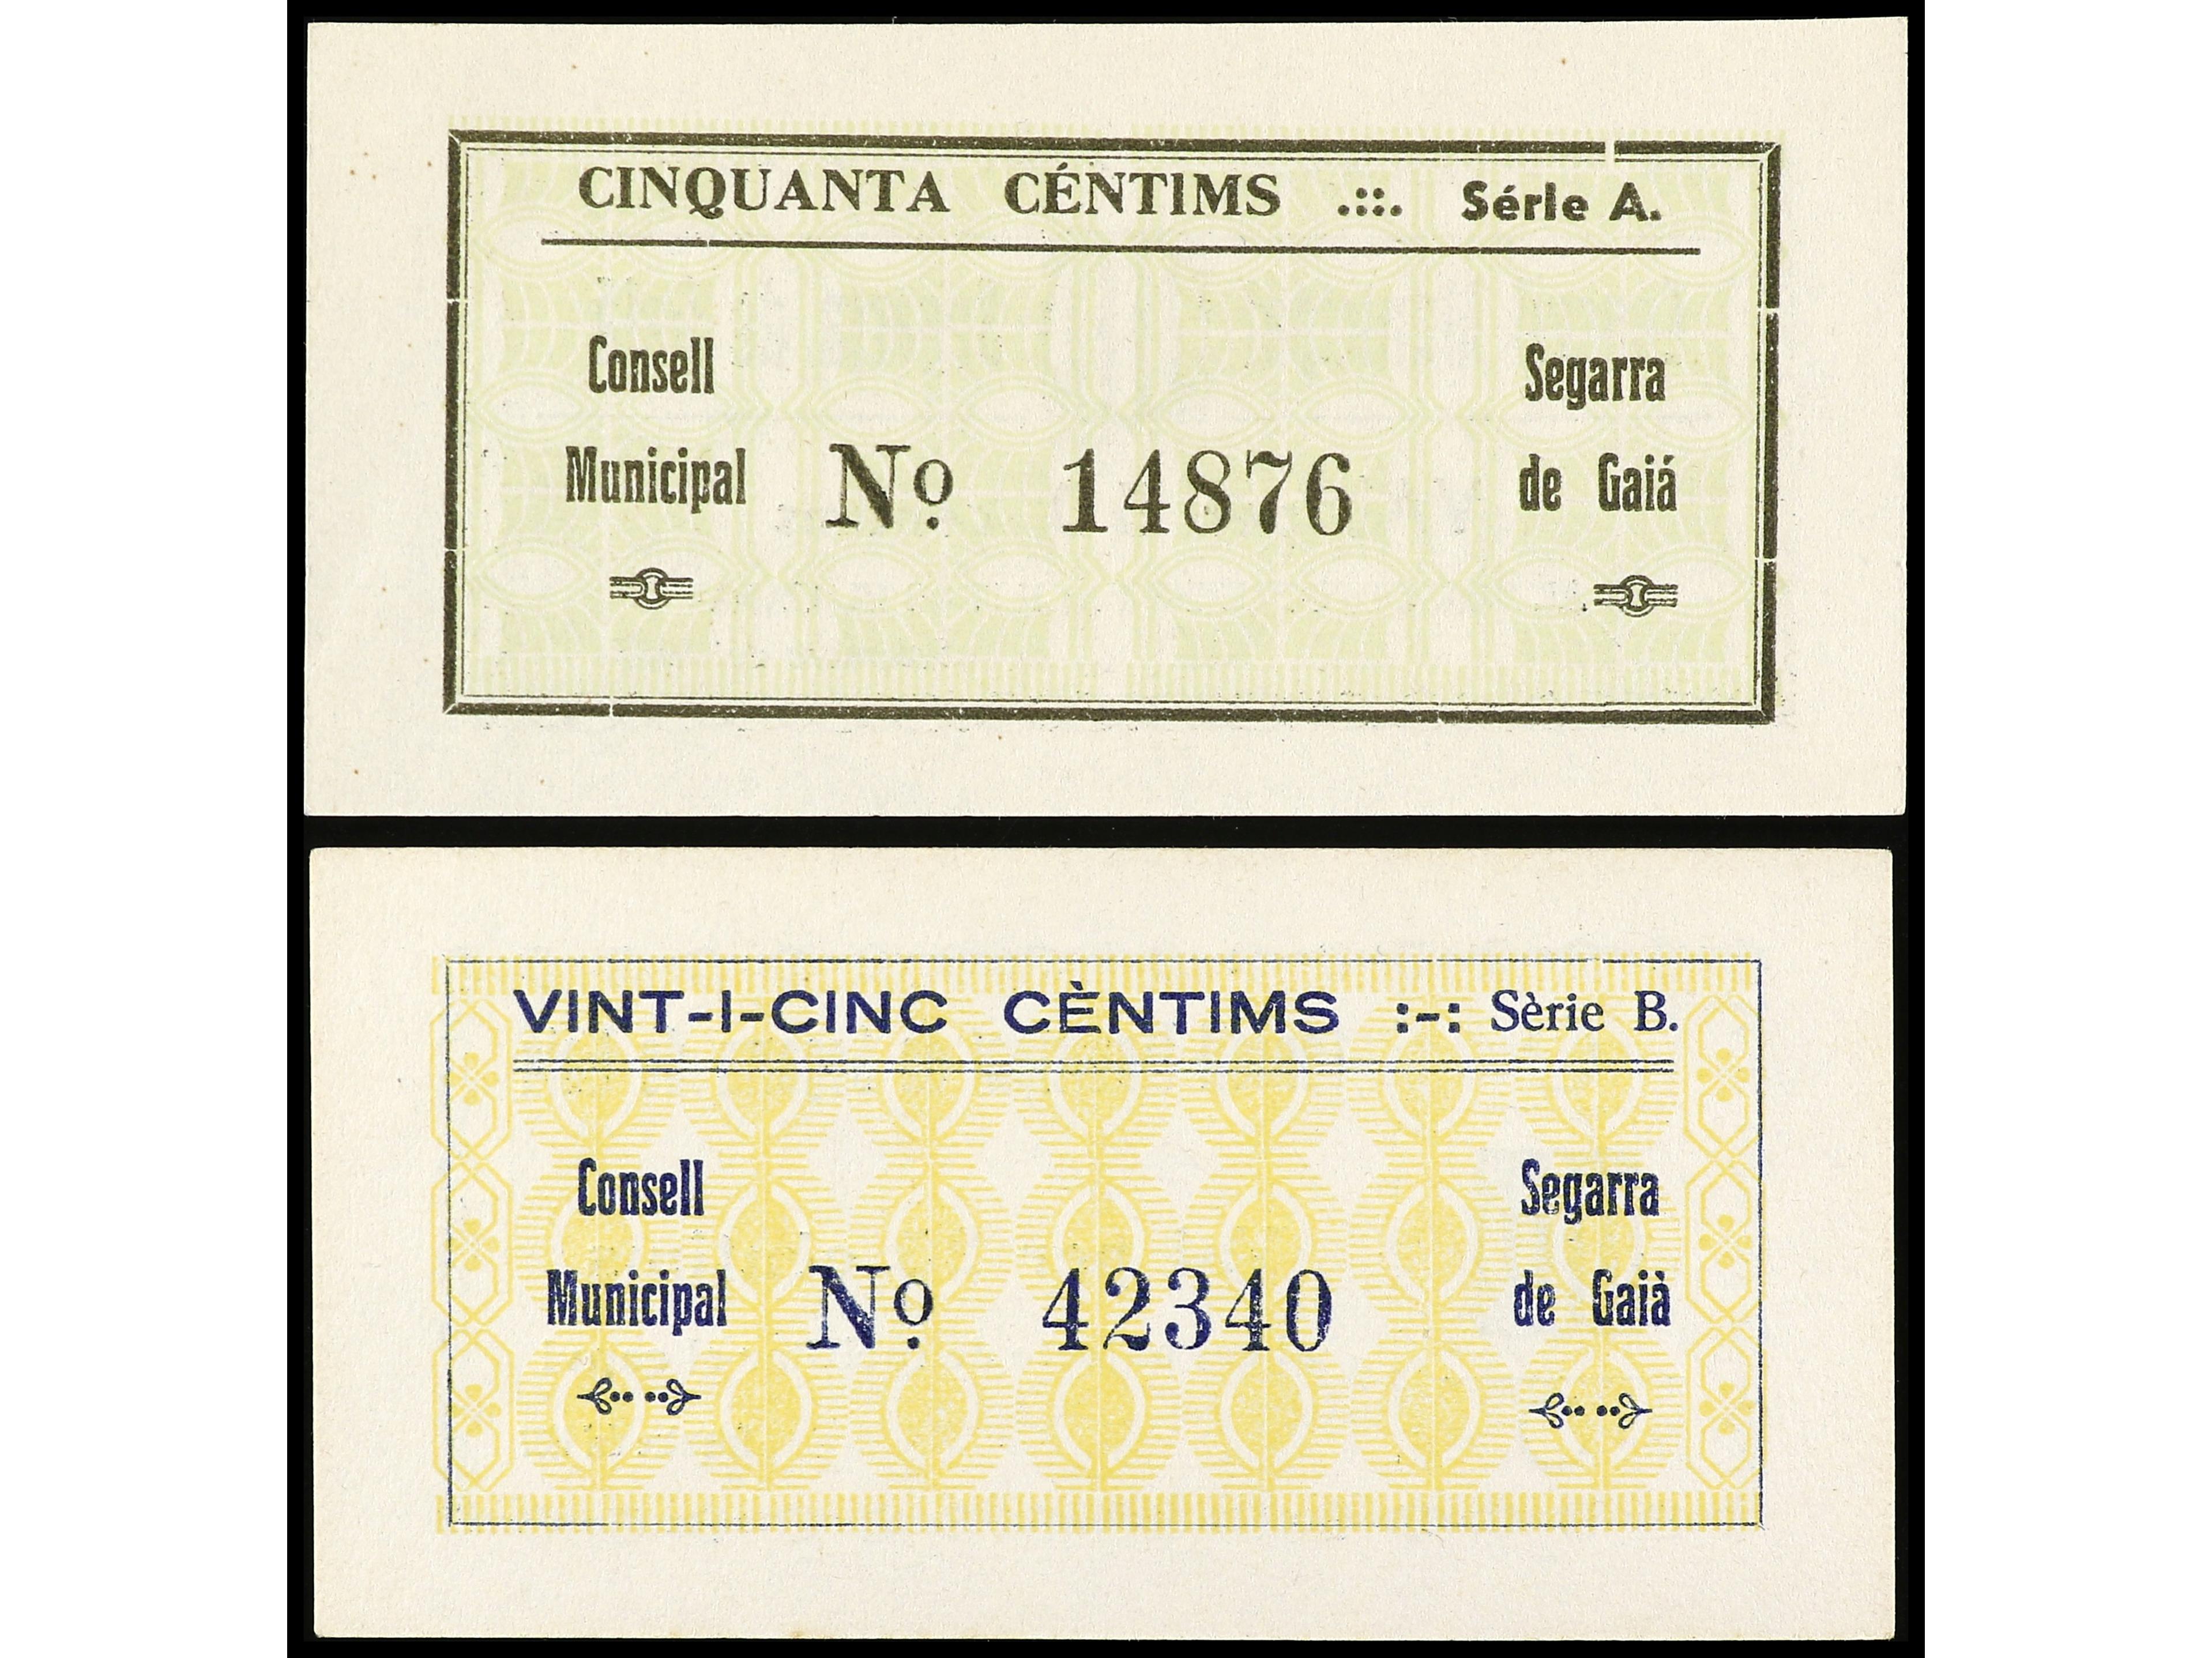 CINQUANTA CÉNTIMS .::. Série A.
Consell Segarra
Municipal Nº 14876 de Gaiá
VINT-I-CINC CÈNTIMS :-: Sèrie B.
Consell Segarra
Municipal Nº 42340 de Gaià